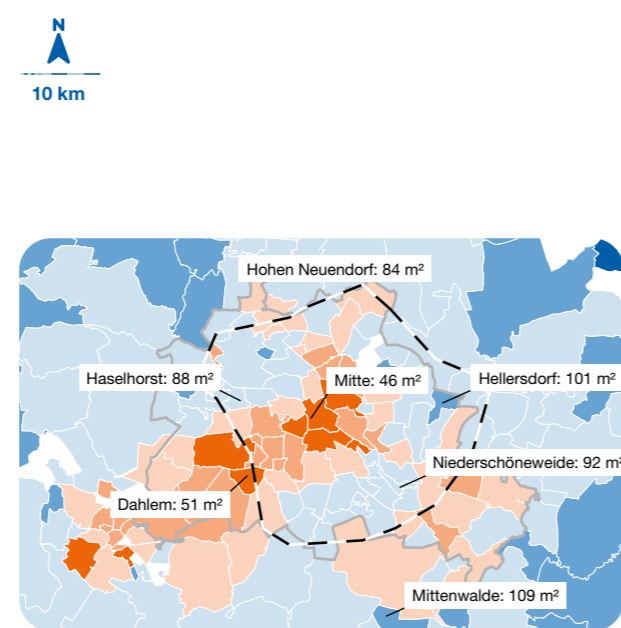 N
10 km
Hohen Neuendorf: 84 m²
Haselhorst: 88 m²
Mitte: 46 m²
Hellersdorf: 101 m²
Niederschöneweide: 92 m²
Dahlem: 51 m²
Mittenwalde: 109 m²